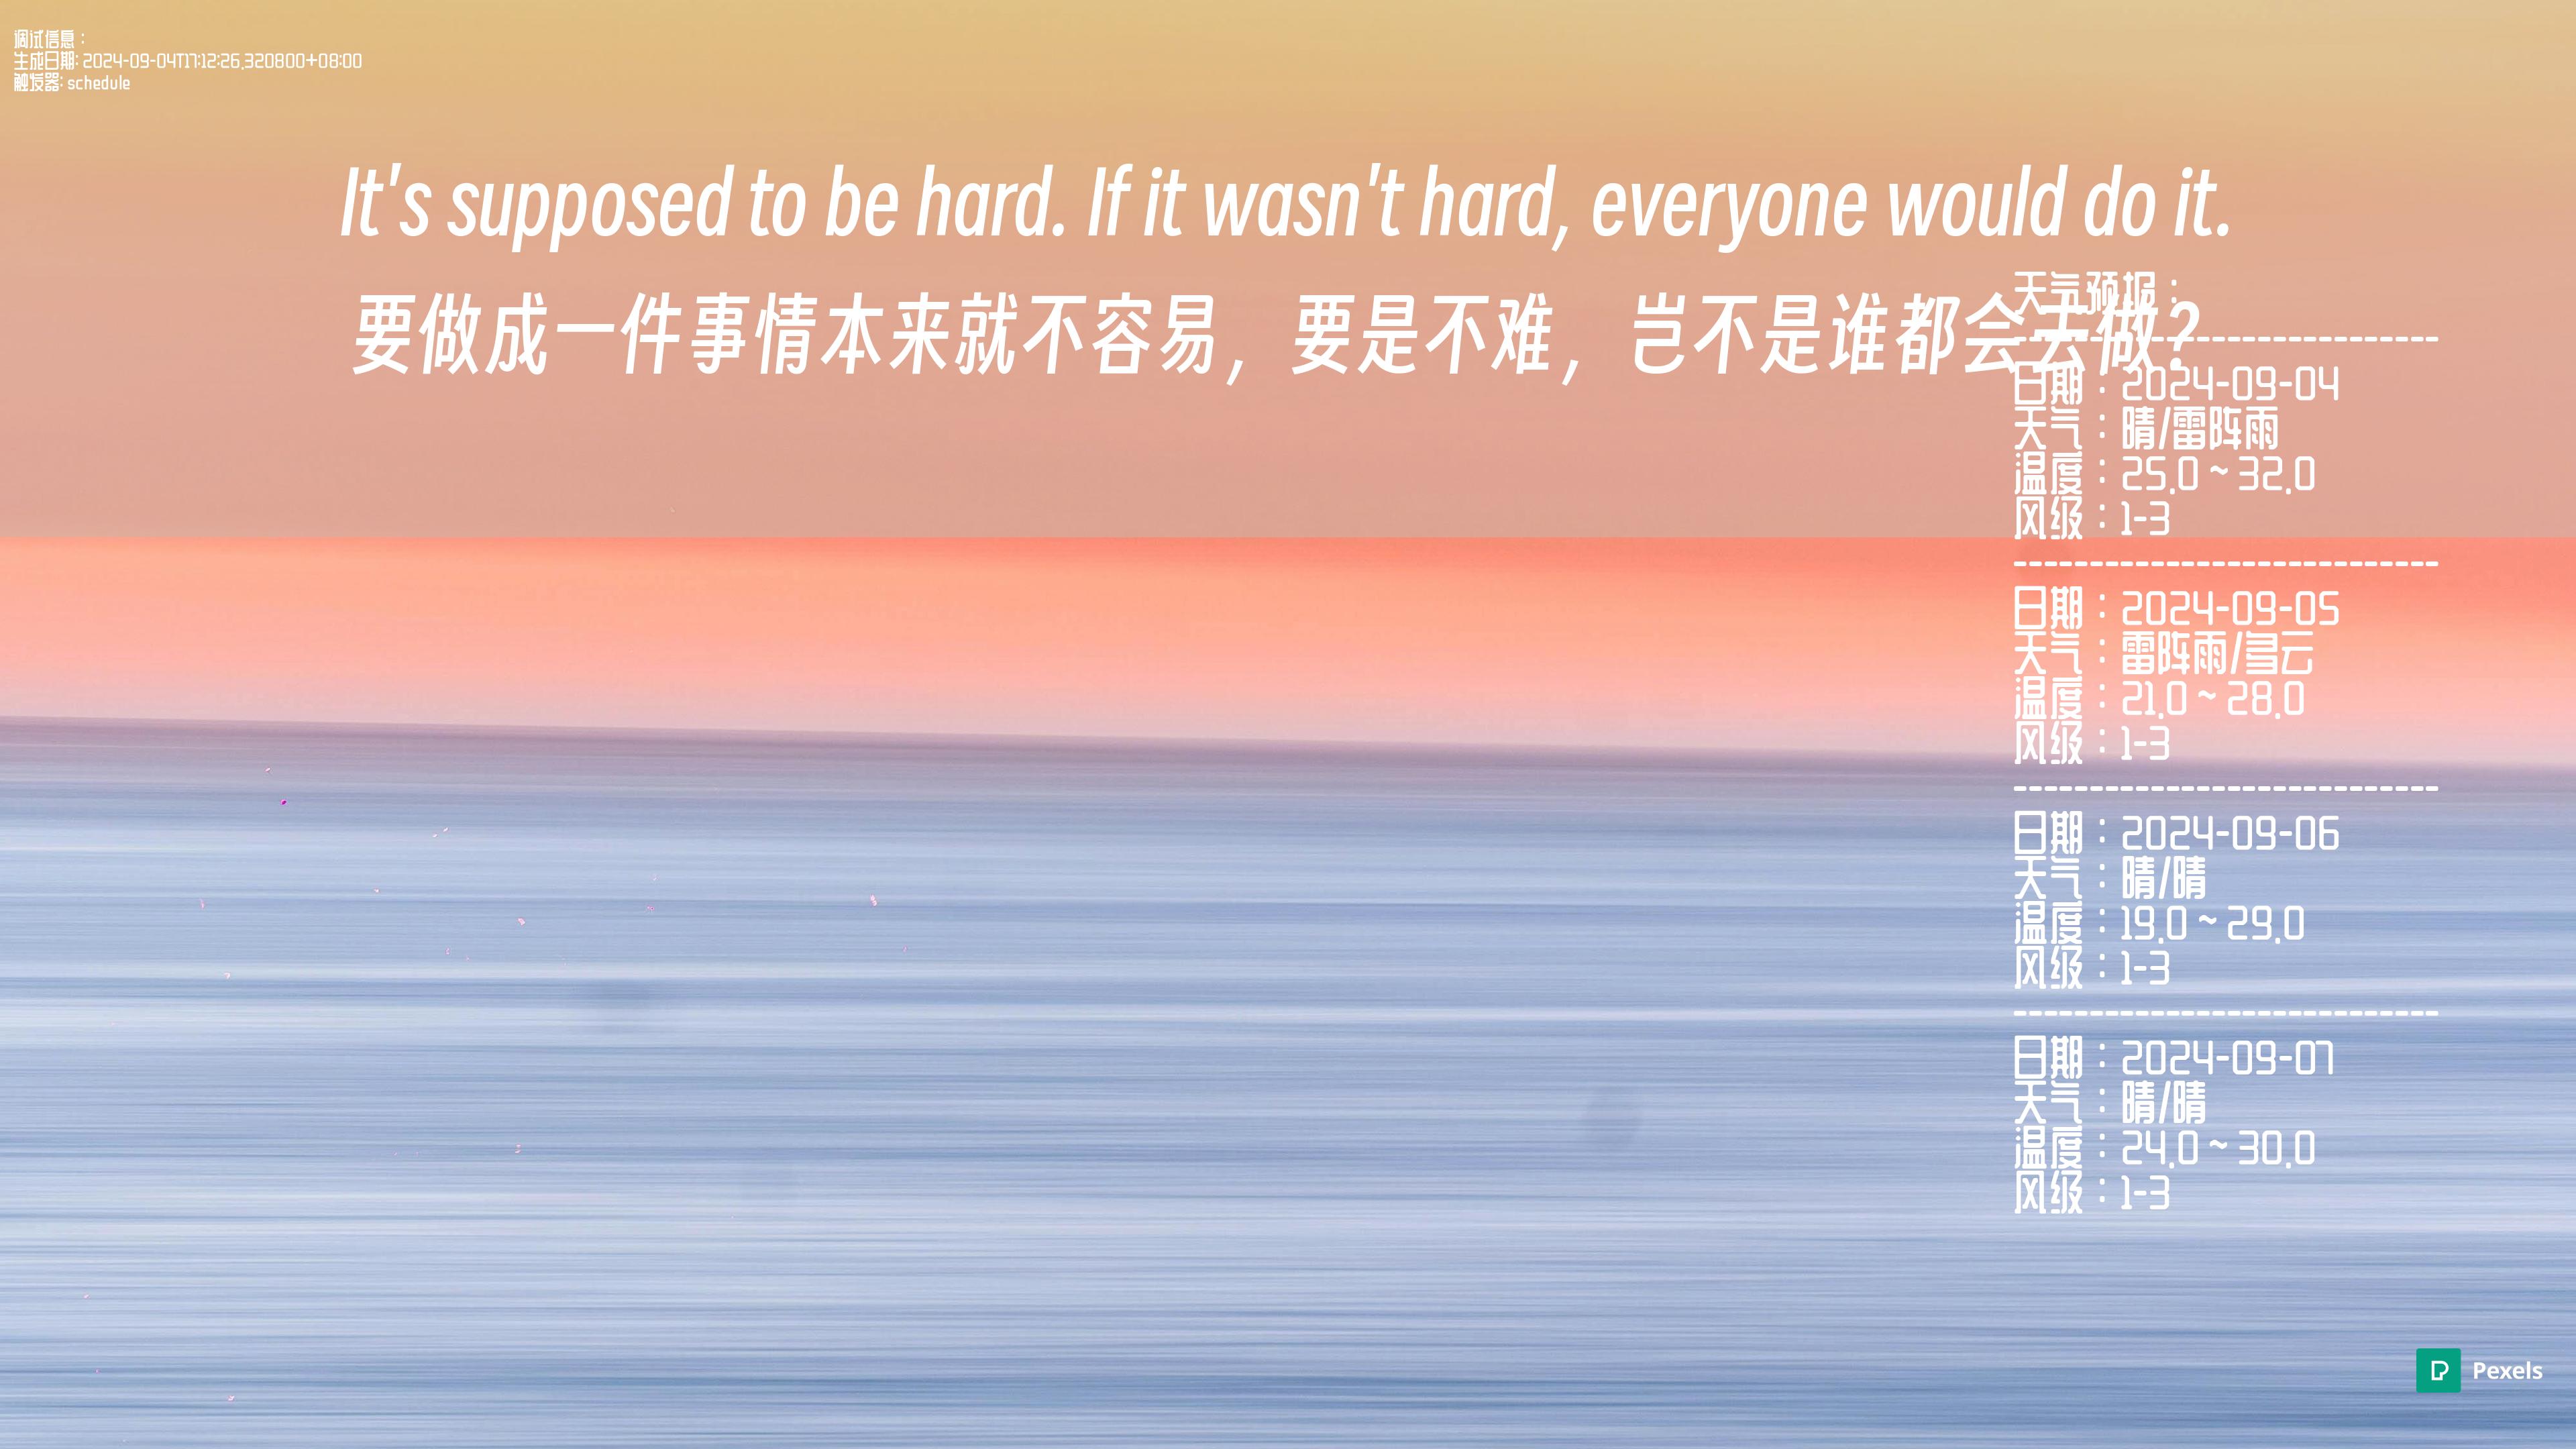 调试信息：
生成日期: 2024-09-04T17:12:26.320800+08:00
触发器: schedule
It's supposed to be hard. If it wasn't hard, everyone would do it.
要做成一件事情本来就不容易，要是不难，岂不是谁都会去做？
天气预报：
----------------------------
日期：2024-09-04
天气：晴/雷阵雨
温度：25.0 ~ 32.0
风级：1-3
----------------------------
日期：2024-09-05
天气：雷阵雨/多云
温度：21.0 ~ 28.0
风级：1-3
----------------------------
日期：2024-09-06
天气：晴/晴
温度：19.0 ~ 29.0
风级：1-3
----------------------------
日期：2024-09-07
天气：晴/晴
温度：24.0 ~ 30.0
风级：1-3
Pexels